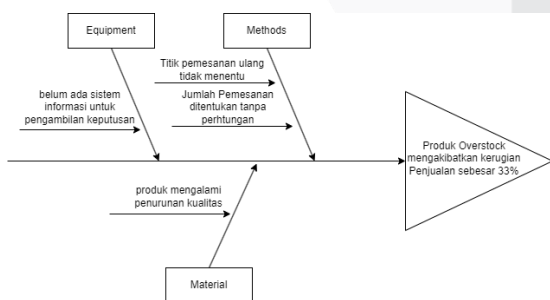 Equipment
Methods
Titik pemesanan ulang
tidak menentu
belum ada sistem
informasi untuk
pengambilan keputusan
Jumlah Pemesanan
ditentukan tanpa
perhtungan
Produk Overstock
mengakibatkan kerugian
Penjualan sebesar 33%
produk mengalami
penurunan kualitas
Material